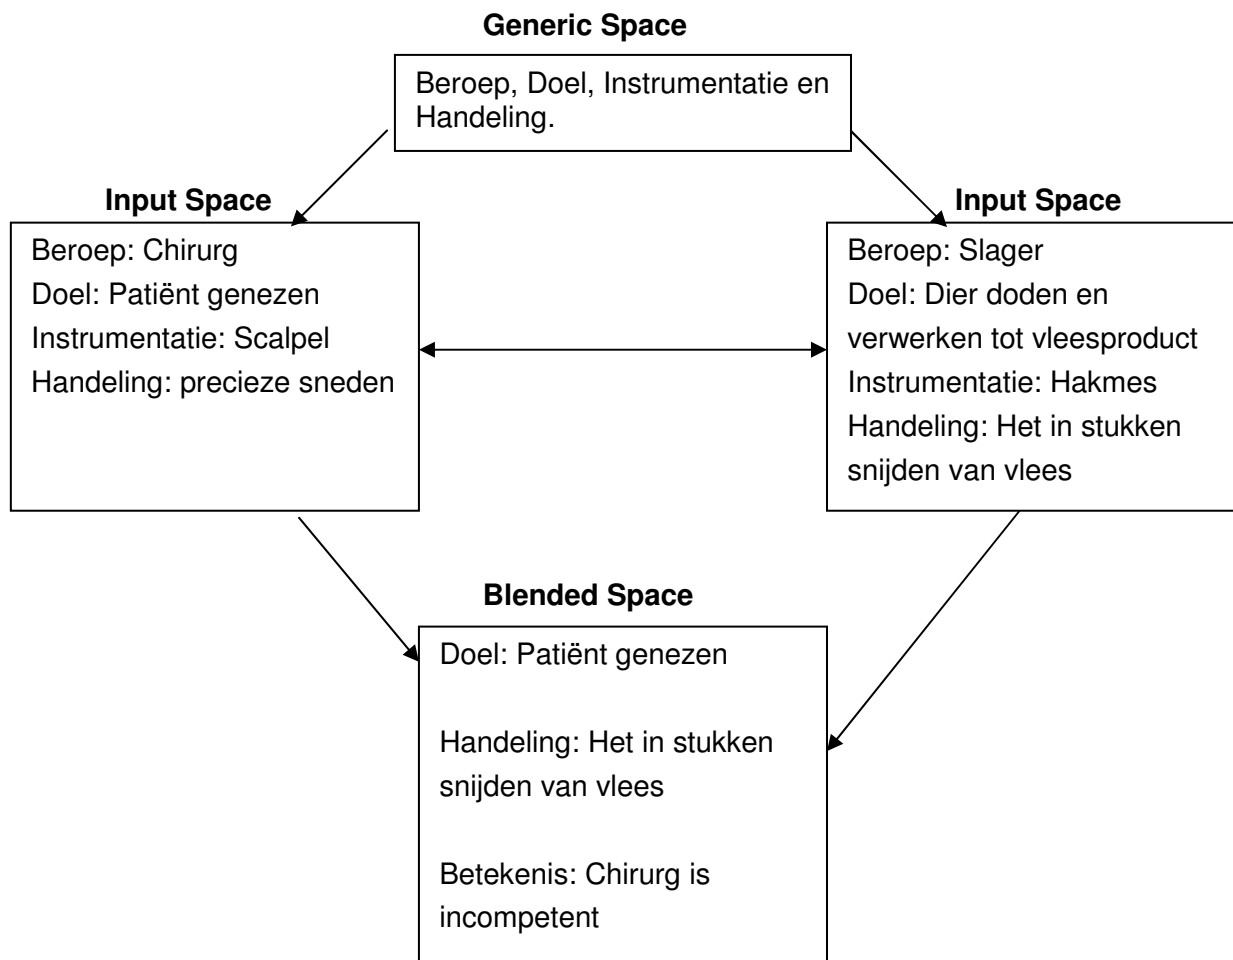 Generic Space
Beroep, Doel, Instrumentatie en
Handeling.
Input Space
Beroep: Chirurg
Doel: Patiënt genezen
Instrumentatie: Scalpel
Handeling: precieze sneden
Input Space
Beroep: Slager
Doel: Dier doden en
verwerken tot vleesproduct
Instrumentatie: Hakmes
Handeling: Het in stukken
snijden van vlees
Blended Space
Doel: Patiënt genezen
Handeling: Het in stukken
snijden van vlees
Betekenis: Chirurg is
incompetent